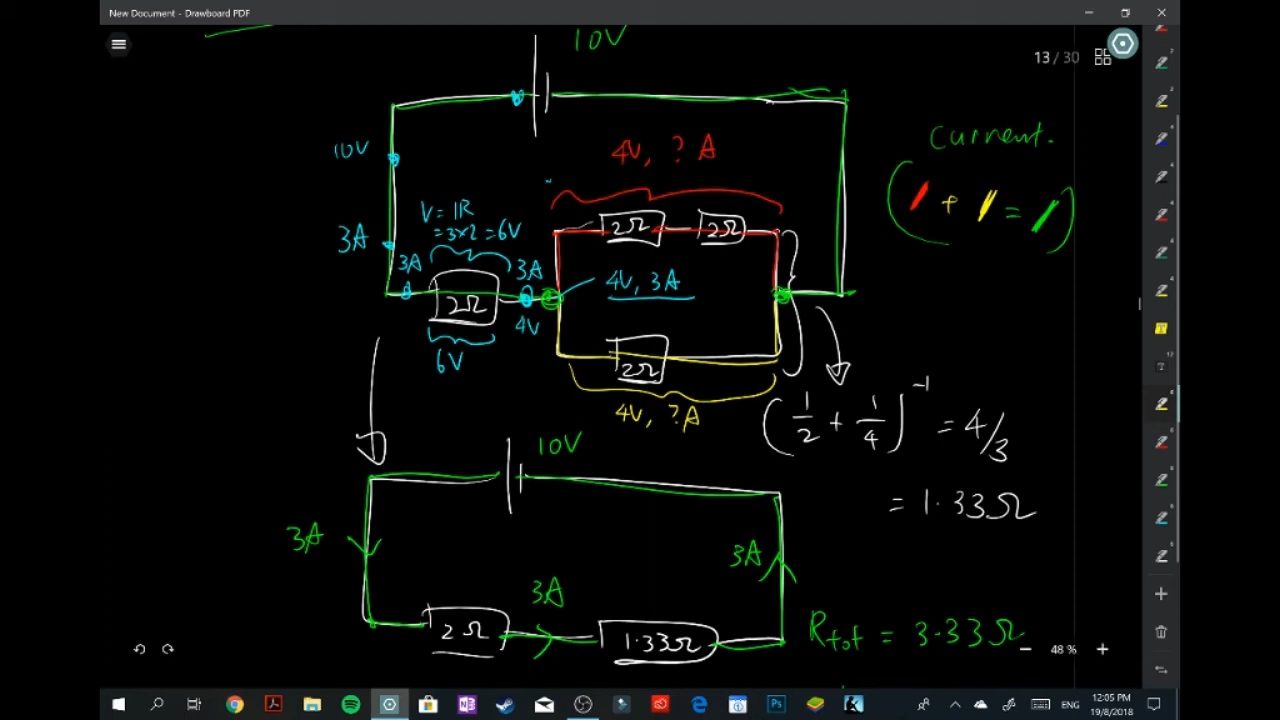 New Document - Drawboard PDF
10V
13 / 30
Current.
10V
4V, ? A
( / + / = / )
V = IR
= 3×2 = 6V
3A
3A
3A
2Ω
2Ω
4V, 3A
2Ω
4V
6V
2Ω
4V, ? A
(1/2 + 1/4)^-1 = 4/3
= 1.33Ω
10V
3A
3A
3A
2Ω
1.33Ω
Rtot = 3.33Ω
48 %
ENG
12:05 PM
19/8/2018